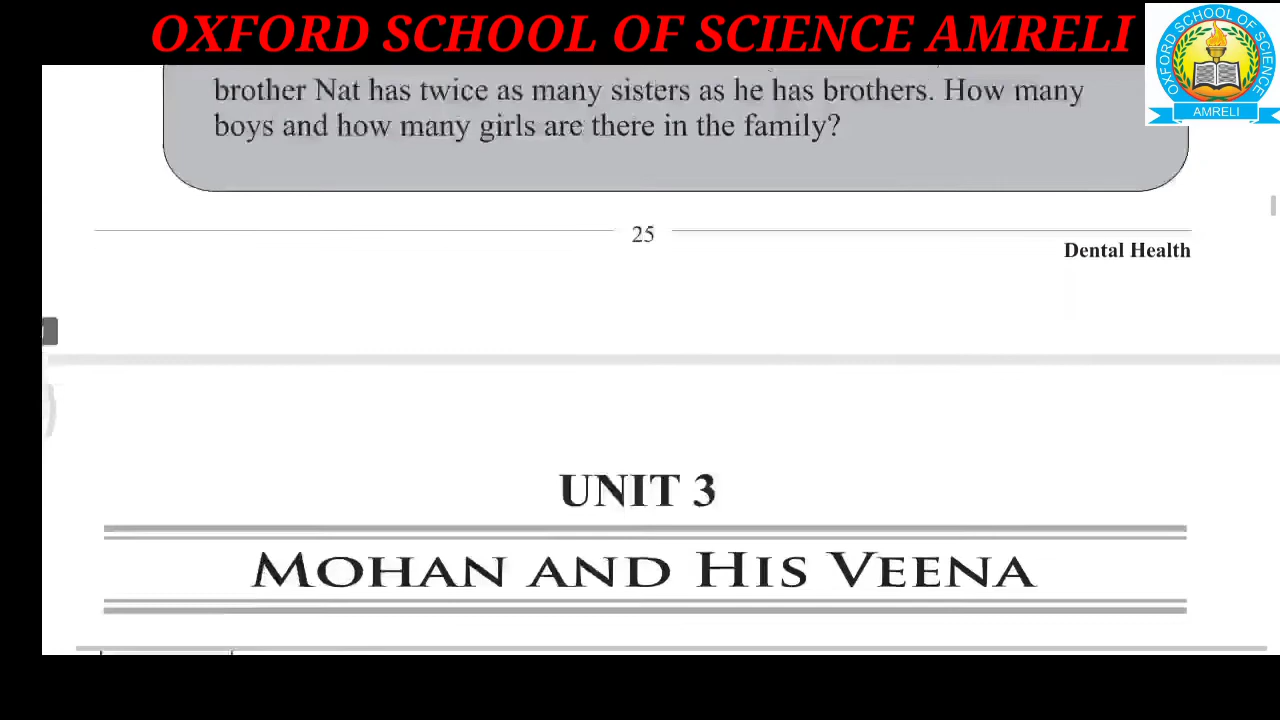 OXFORD SCHOOL OF SCIENCE AMRELI
OXFORD SCHOOL OF SCIENCE
AMRELI
brother Nat has twice as many sisters as he has brothers. How many
boys and how many girls are there in the family?
25
Dental Health
UNIT 3
MOHAN AND HIS VEENA